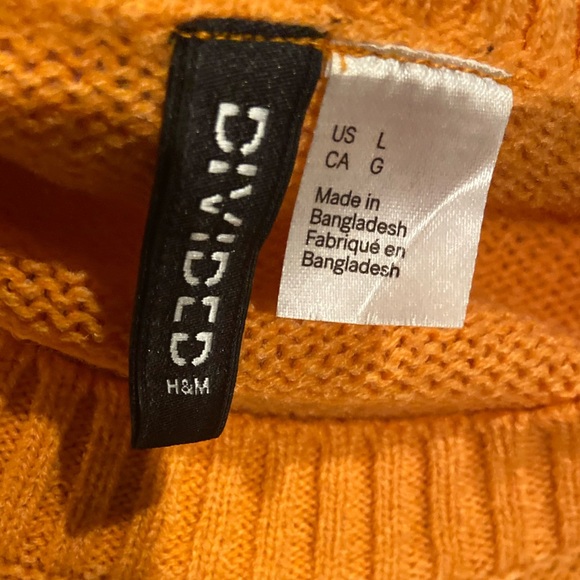 DIVIDED
H&M
US L
CA G
Made in
Bangladesh
Fabriqué en
Bangladesh